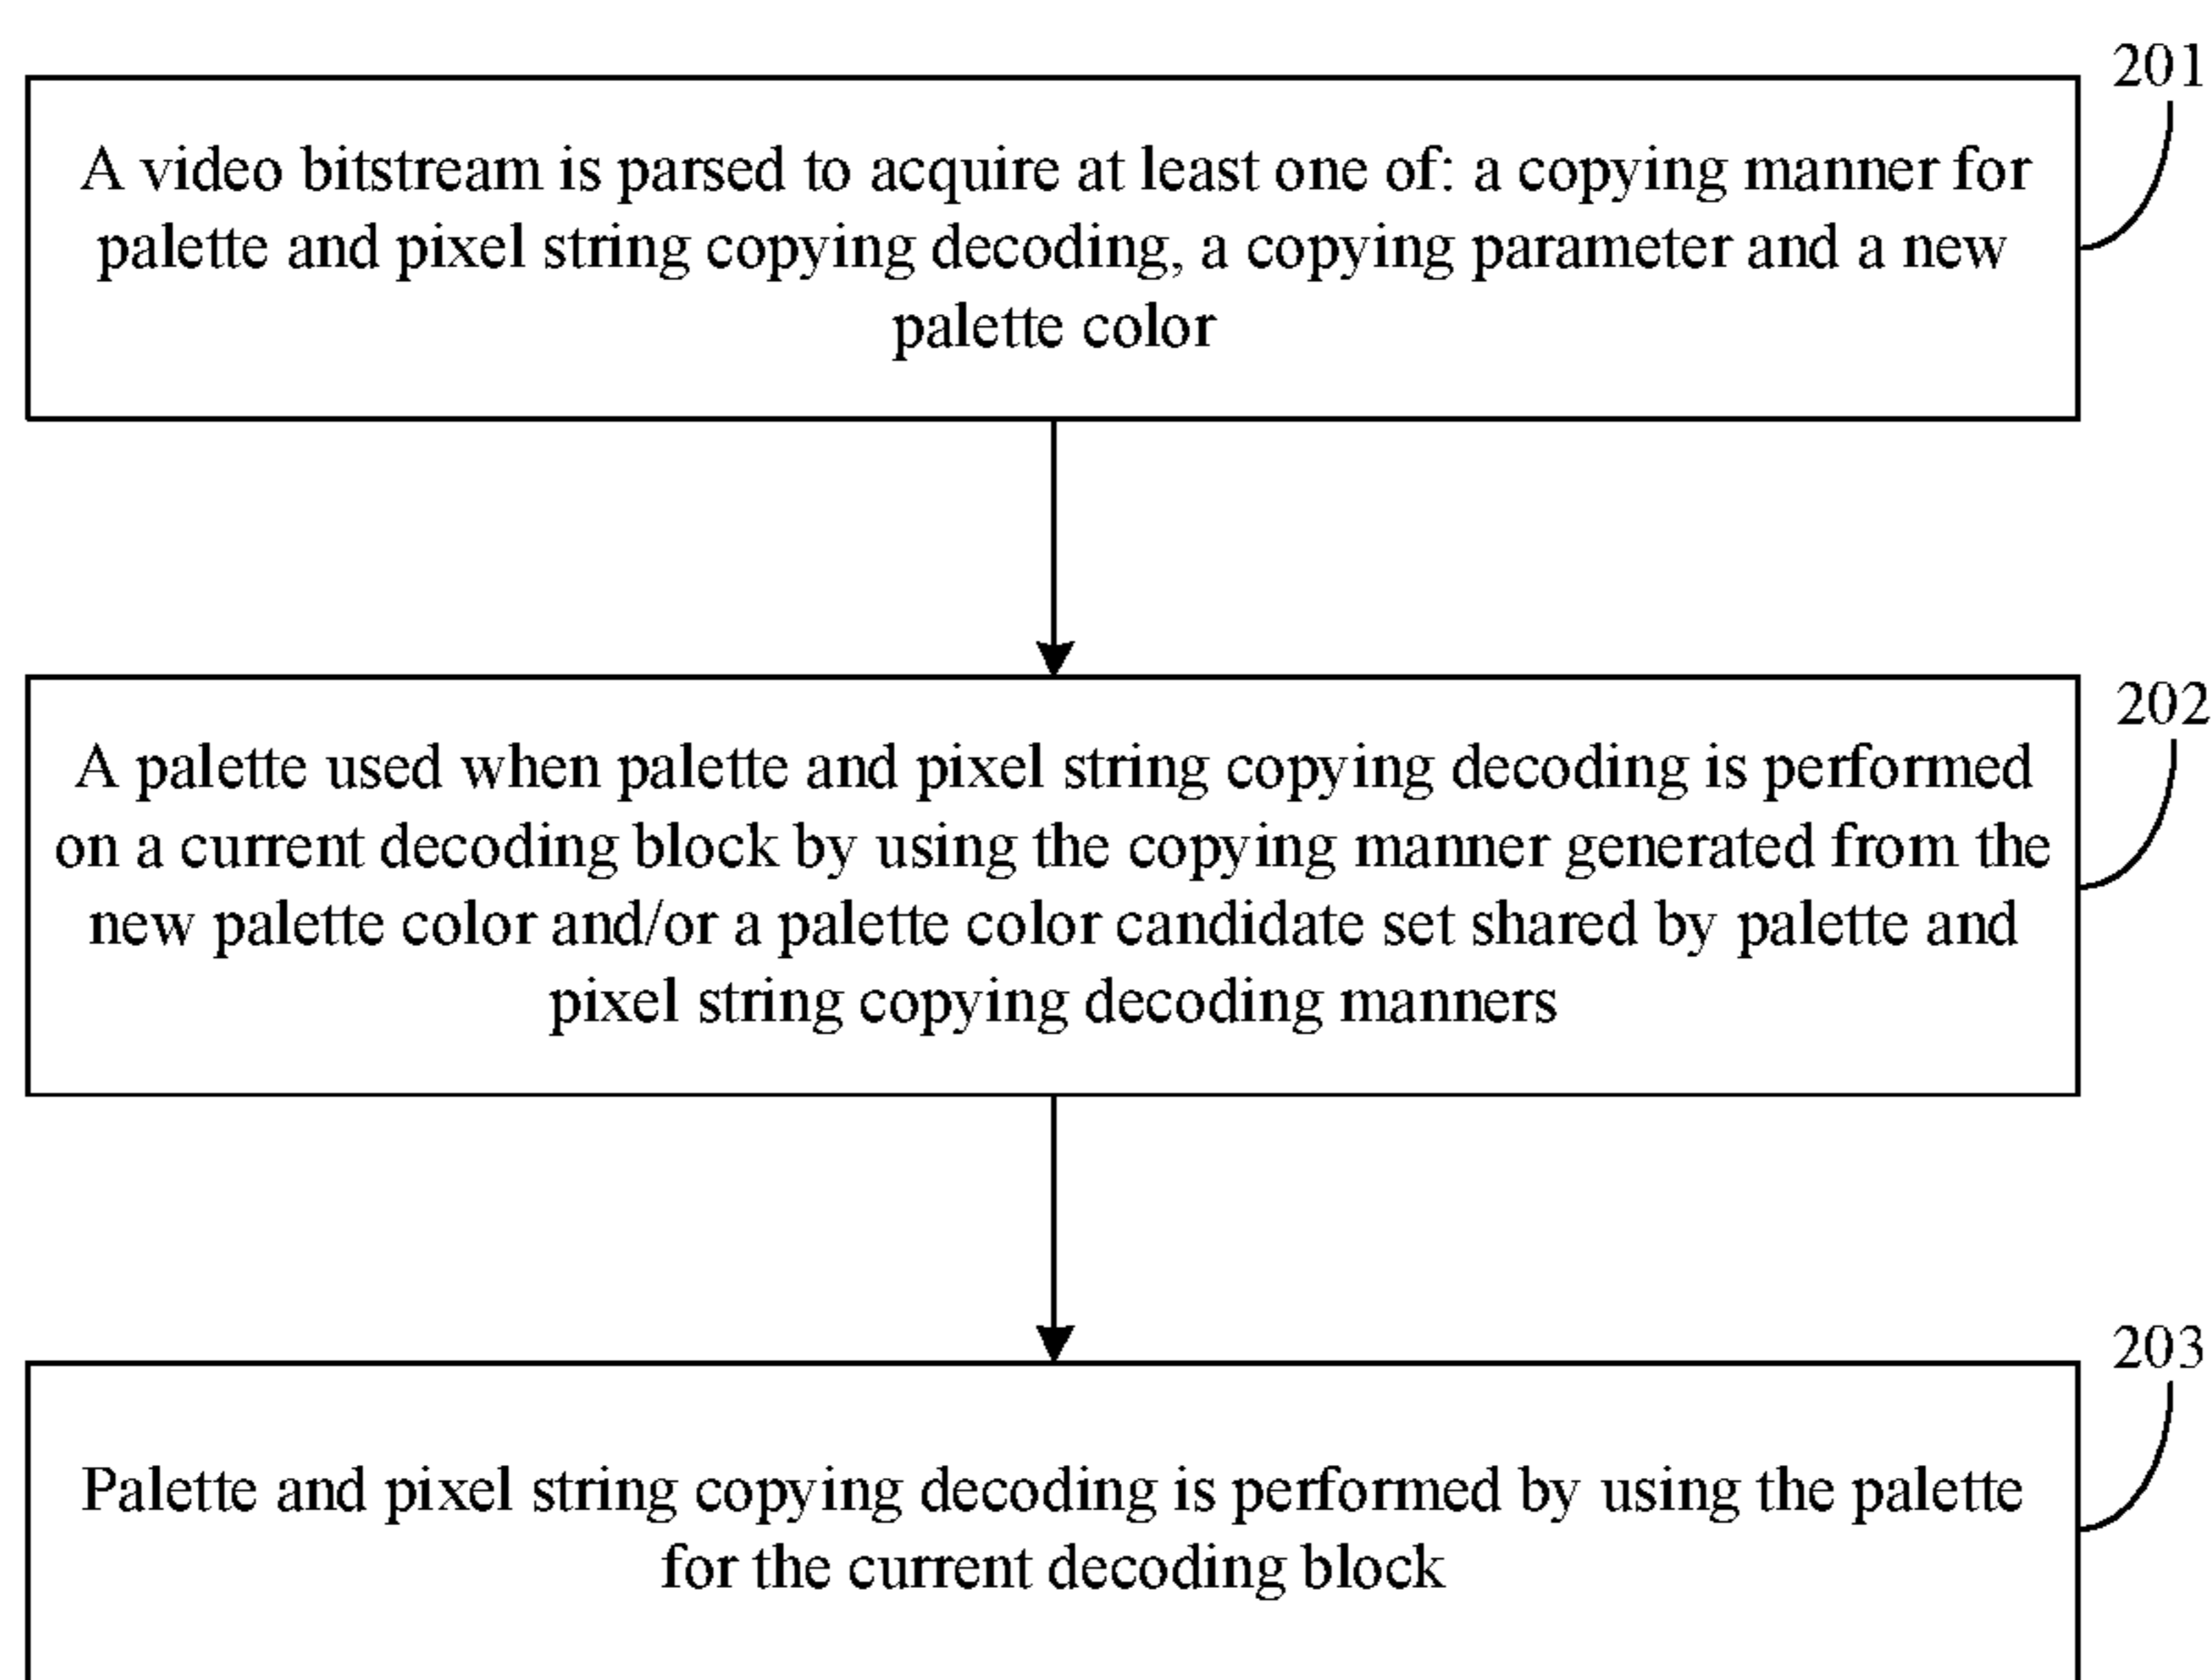 201
A video bitstream is parsed to acquire at least one of: a copying manner for
palette and pixel string copying decoding, a copying parameter and a new
palette color
202
A palette used when palette and pixel string copying decoding is performed
on a current decoding block by using the copying manner generated from the
new palette color and/or a palette color candidate set shared by palette and
pixel string copying decoding manners
203
Palette and pixel string copying decoding is performed by using the palette
for the current decoding block